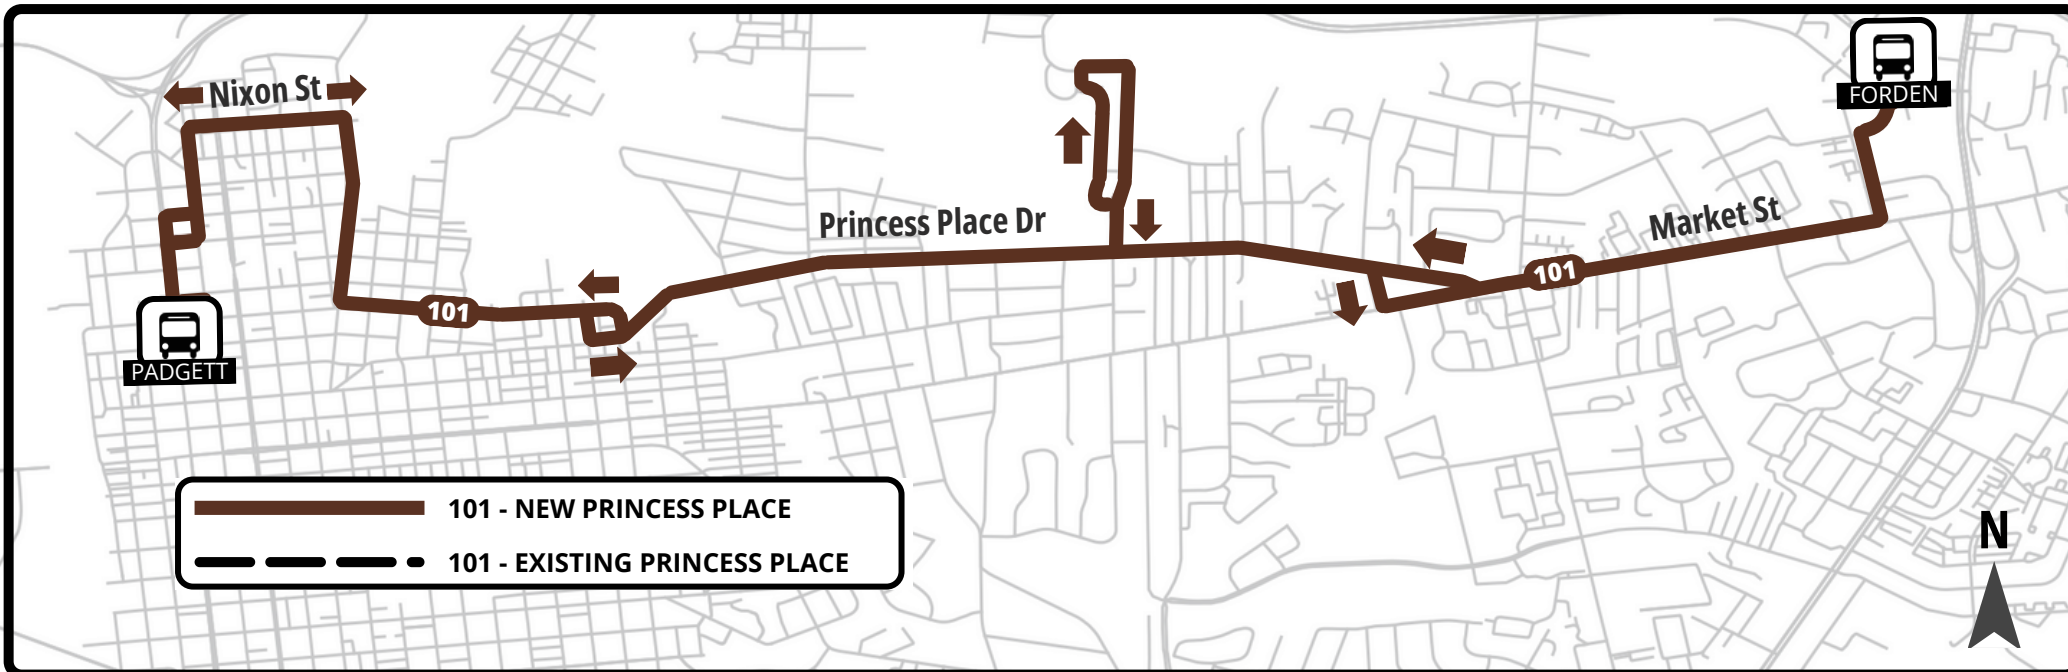 FORDEN
Nixon St
Princess Place Dr
Market St
101
101
PADGETT
101 - NEW PRINCESS PLACE
101 - EXISTING PRINCESS PLACE
N